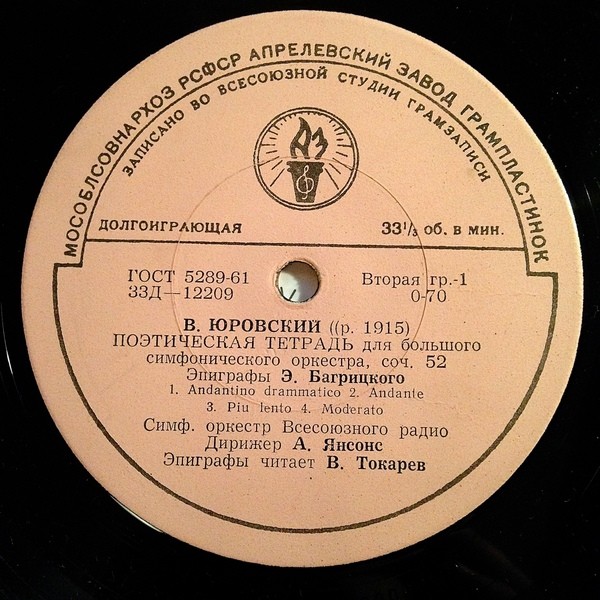 МОСОБЛСОВНАРХОЗ РСФСР АПРЕЛЕВСКИЙ ЗАВОД ГРАМПЛАСТИНОК
ЗАПИСАНО ВО ВСЕСОЮЗНОЙ СТУДИИ ГРАМЗАПИСИ
АЗ
ДОЛГОИГРАЮЩАЯ 33⅓ об. в мин.
ГОСТ 5289-61 Вторая гр.-1
33Д—12209 0-70
В. ЮРОВСКИЙ ((р. 1915)
ПОЭТИЧЕСКАЯ ТЕТРАДЬ для большого
симфонического оркестра, соч. 52
Эпиграфы Э. Багрицкого
1. Andantino drammatico 2. Andante
3. Piu lento 4. Moderato
Симф. оркестр Всесоюзного радио
Дирижер А. Янсонс
Эпиграфы читает В. Токарев